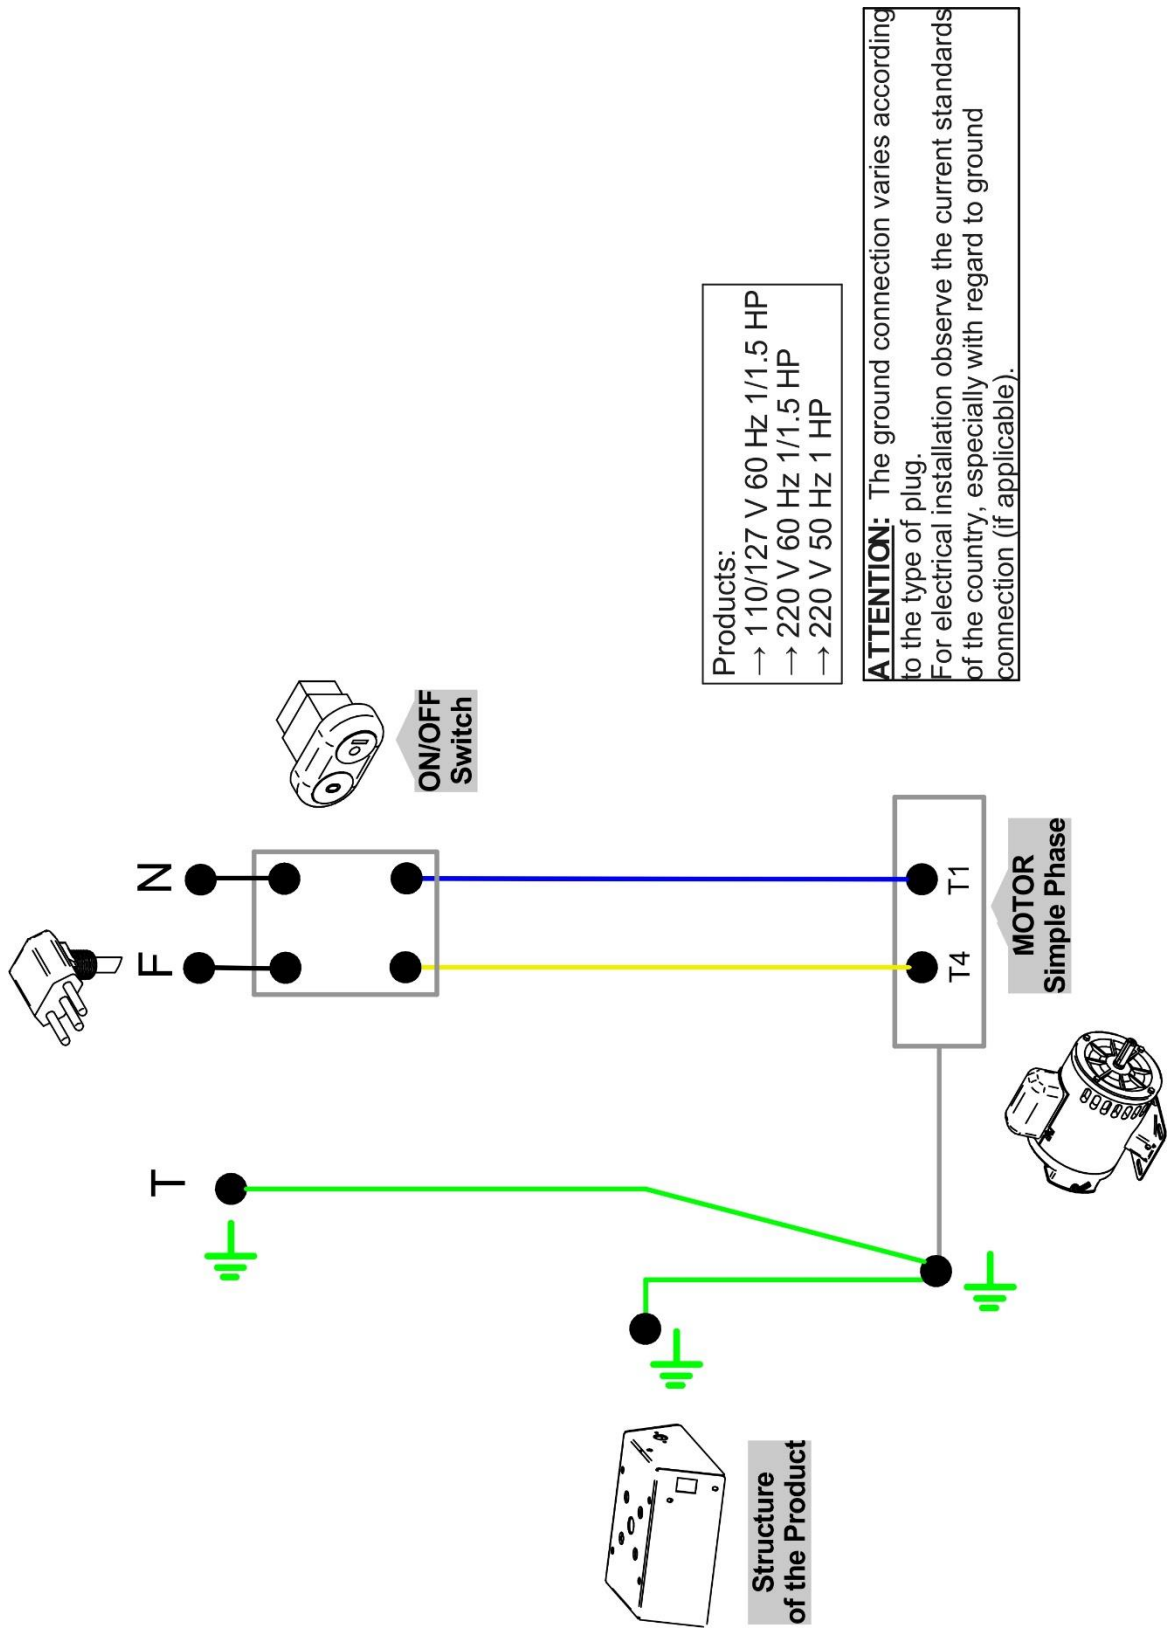 T
F
N
ON/OFF
Switch
T4
T1
MOTOR
Simple Phase
Structure
of the Product
Products:
→ 110/127 V 60 Hz 1/1.5 HP
→ 220 V 60 Hz 1/1.5 HP
→ 220 V 50 Hz 1 HP
ATTENTION: The ground connection varies according
to the type of plug.
For electrical installation observe the current standards
of the country, especially with regard to ground
connection (if applicable).